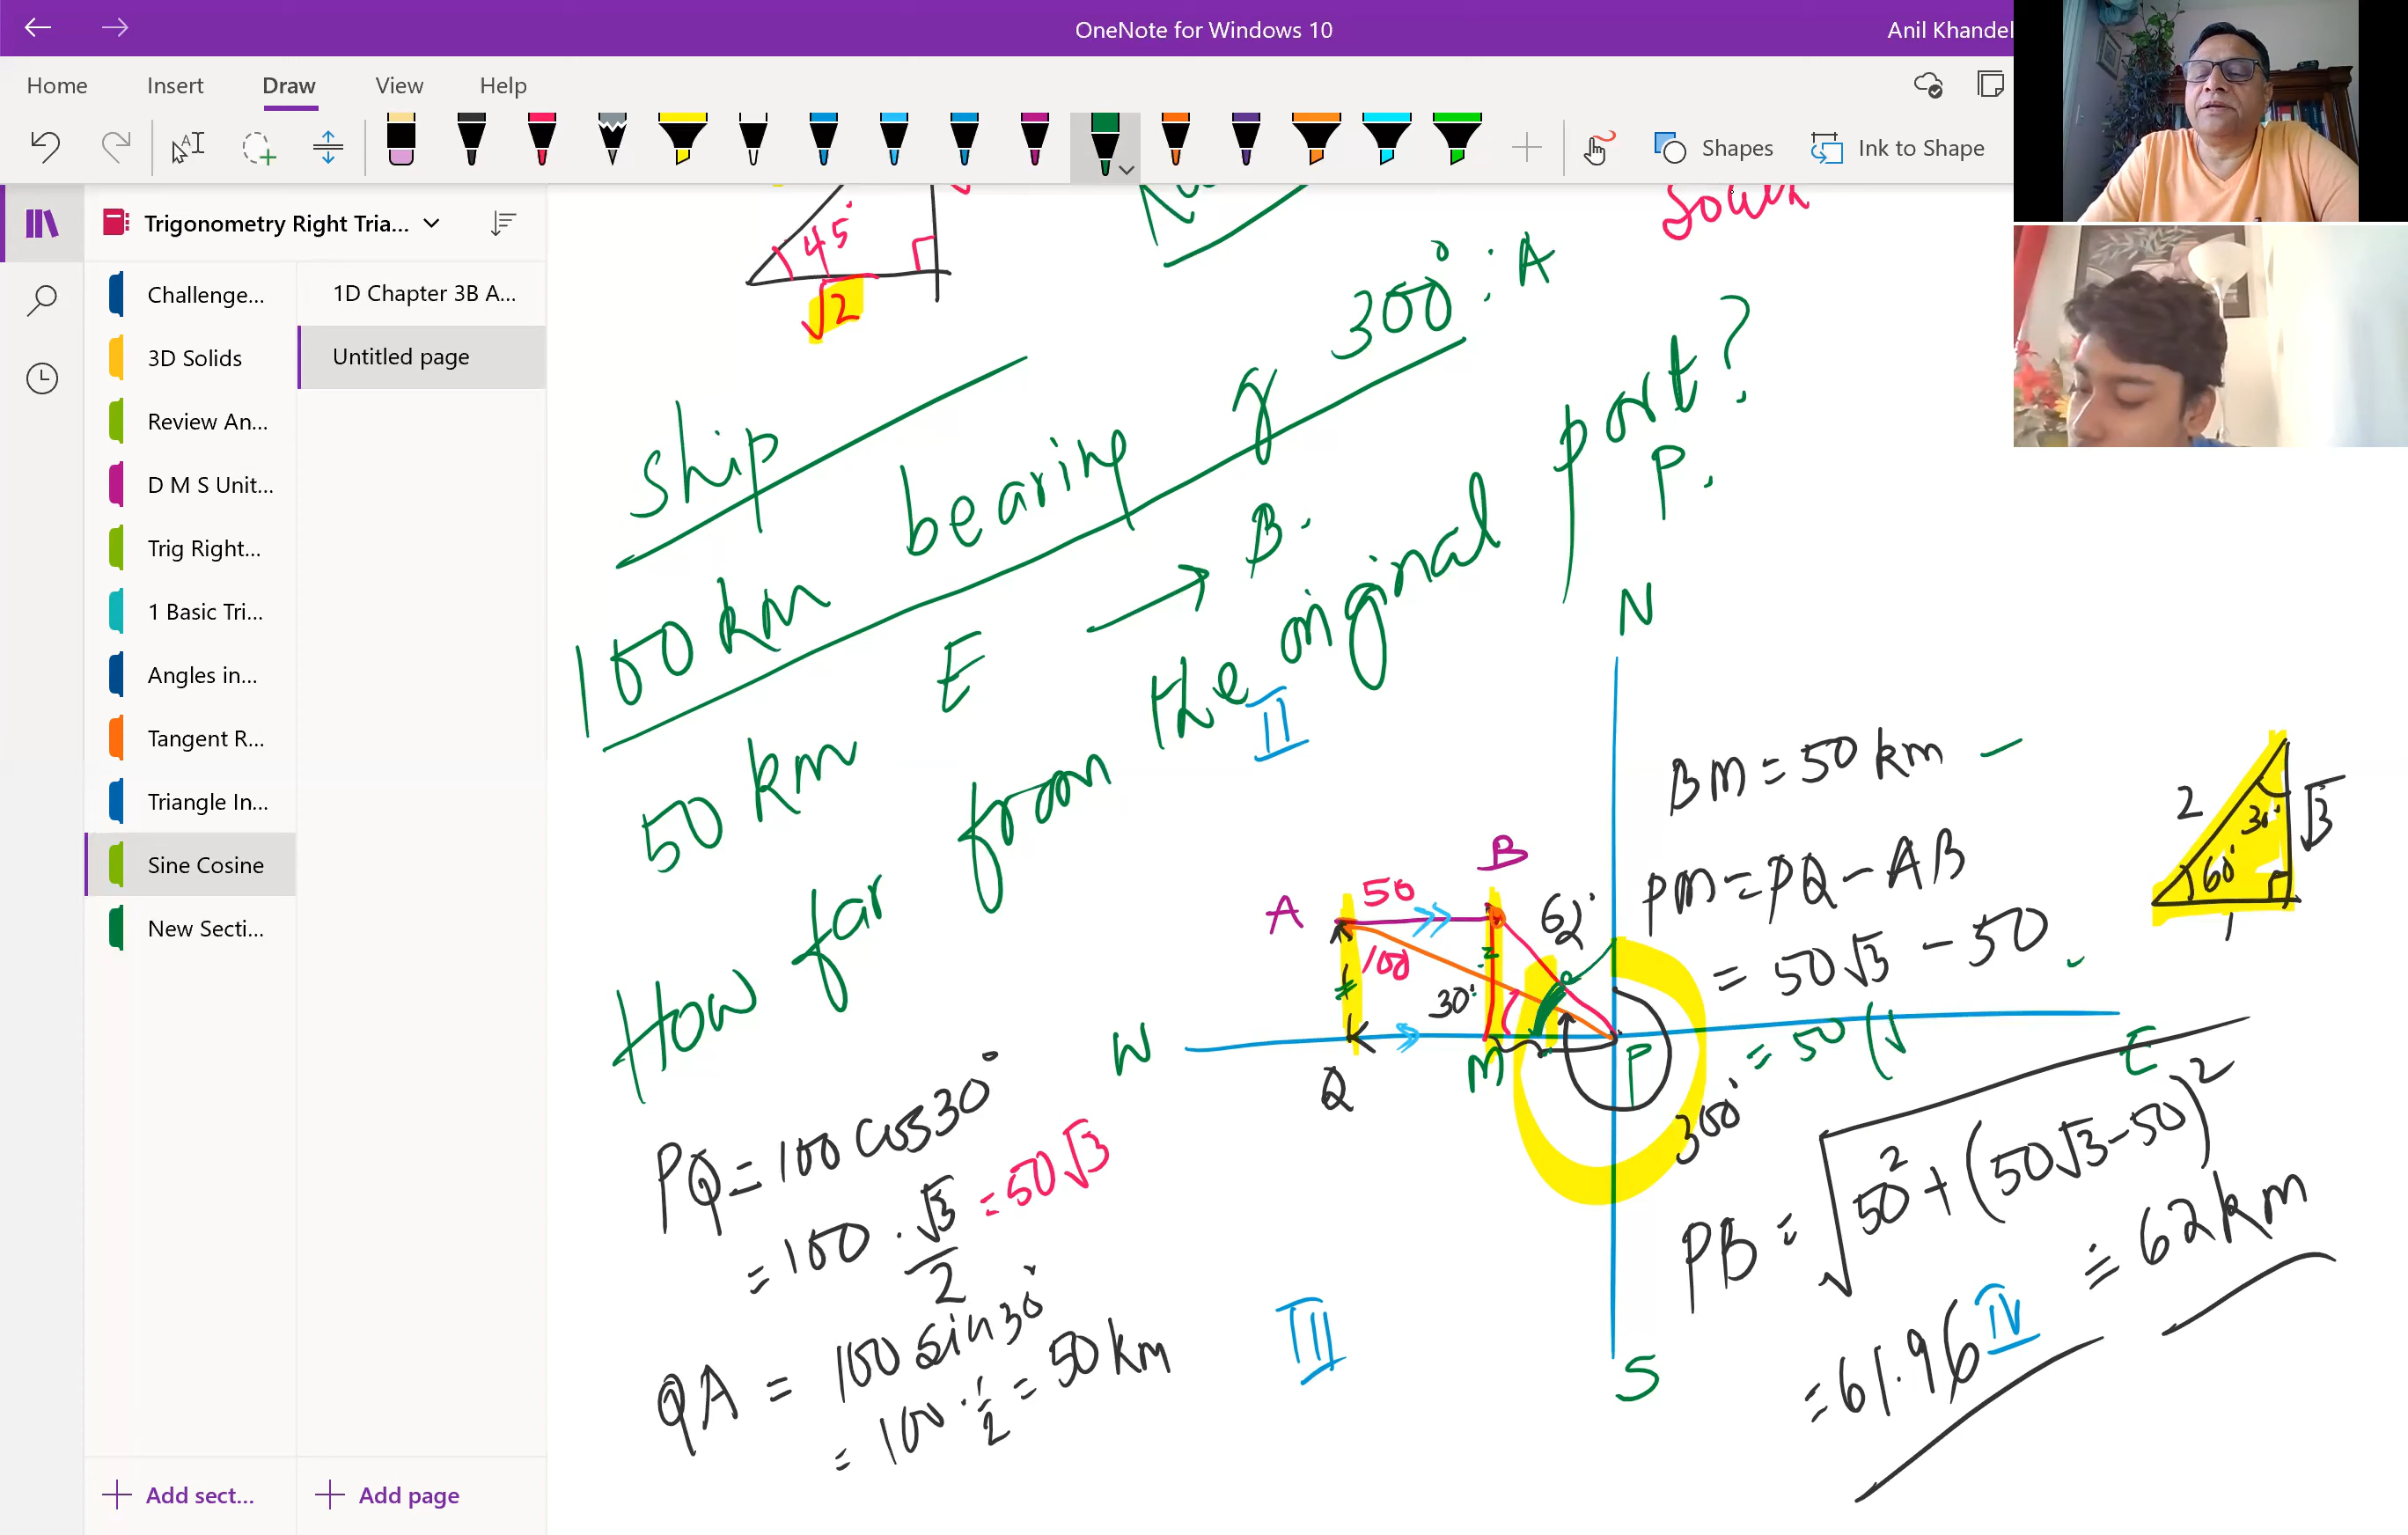 OneNote for Windows 10
Anil Khandel
Home Insert Draw View Help
Shapes Ink to Shape
Trigonometry Right Tria...
Challenge...
3D Solids
Review An...
D M S Unit...
Trig Right...
1 Basic Tri...
Angles in...
Tangent R...
Triangle In...
Sine Cosine
New Secti...
1D Chapter 3B A...
Untitled page
Add sect...
Add page
45°
√2
South
ship bearing of 300° : A
100 km
50 km E → B.
How far from the original port?
P.
N
W
E
S
II
III
IV
A
50
B
100
30°
Q
M
P
300°
PQ = 100 cos 30°
= 100 · √3/2 = 50√3
QA = 100 sin 30°
= 100 · 1/2 = 50 km
BM = 50 km
PM = PQ - AB
= 50√3 - 50
= 50 (√
PB = √50² + (50√3 - 50)²
= 61.96
≐ 62 km
2
30°
√3
60°
1